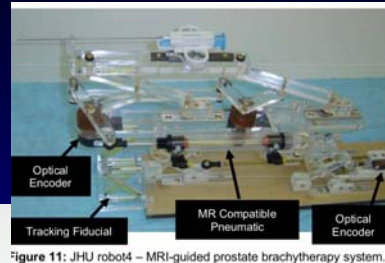 Optical
Encoder
Tracking Fiducial
MR Compatible
Pneumatic
Optical
Encoder
Figure 11: JHU robot4 – MRI-guided prostate brachytherapy system.